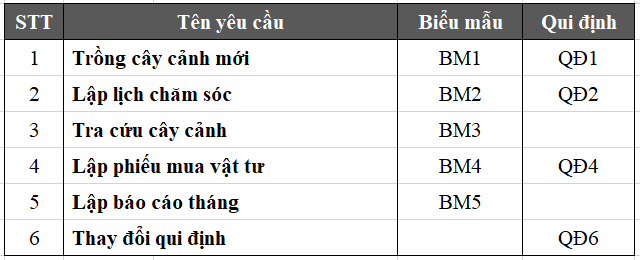 STT Tên yêu cầu Biểu mẫu Qui định
1 Trồng cây cảnh mới BM1 QĐ1
2 Lập lịch chăm sóc BM2 QĐ2
3 Tra cứu cây cảnh BM3
4 Lập phiếu mua vật tư BM4 QĐ4
5 Lập báo cáo tháng BM5
6 Thay đổi qui định QĐ6